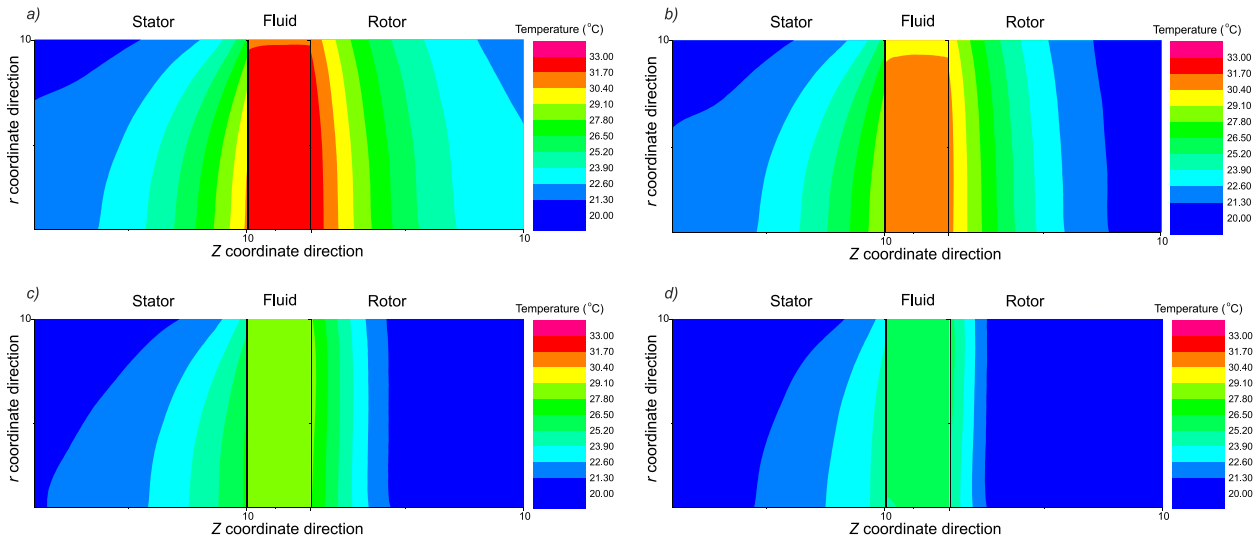 a)
Stator Fluid Rotor
Temperature (°C)
10
33.00
31.70
30.40
29.10
27.80
26.50
25.20
23.90
22.60
21.30
20.00
r coordinate direction
10 10
Z coordinate direction
b)
Stator Fluid Rotor
Temperature (°C)
10
33.00
31.70
30.40
29.10
27.80
26.50
25.20
23.90
22.60
21.30
20.00
r coordinate direction
10 10
Z coordinate direction
c)
Stator Fluid Rotor
Temperature (°C)
10
33.00
31.70
30.40
29.10
27.80
26.50
25.20
23.90
22.60
21.30
20.00
r coordinate direction
10 10
Z coordinate direction
d)
Stator Fluid Rotor
Temperature (°C)
10
33.00
31.70
30.40
29.10
27.80
26.50
25.20
23.90
22.60
21.30
20.00
r coordinate direction
10 10
Z coordinate direction